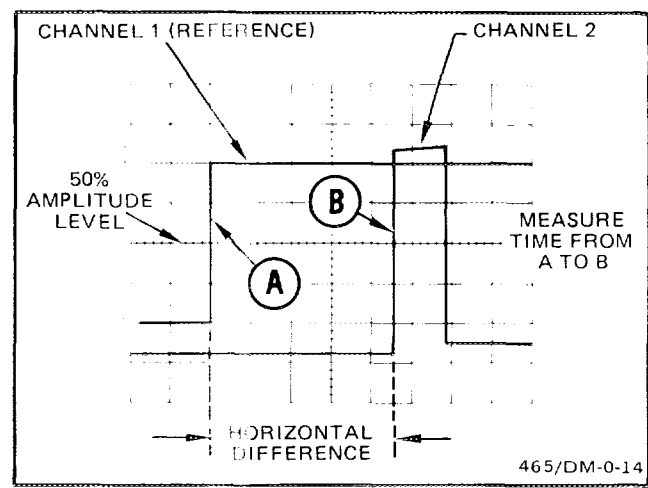 CHANNEL 1 (REFERENCE)
CHANNEL 2
50%
AMPLITUDE
LEVEL
A
B
MEASURE
TIME FROM
A TO B
HORIZONTAL
DIFFERENCE
465/DM-0-14